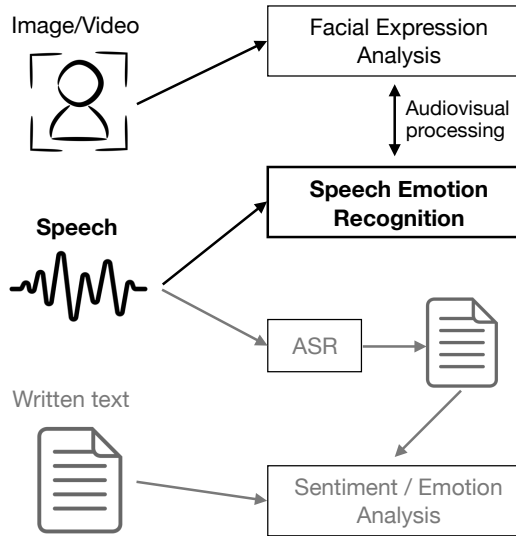 Image/Video
Facial Expression
Analysis
Audiovisual
processing
Speech Emotion
Recognition
Speech
ASR
Written text
Sentiment / Emotion
Analysis